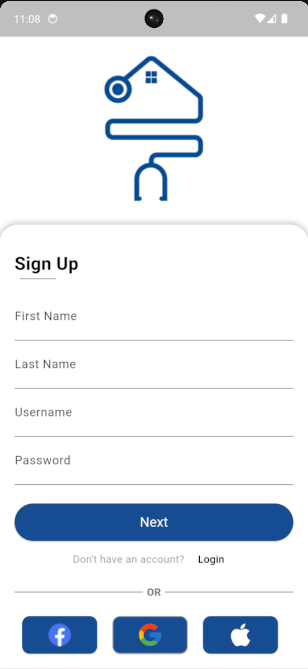 11:08
Sign Up
First Name
Last Name
Username
Password
Next
Don't have an account? Login
OR